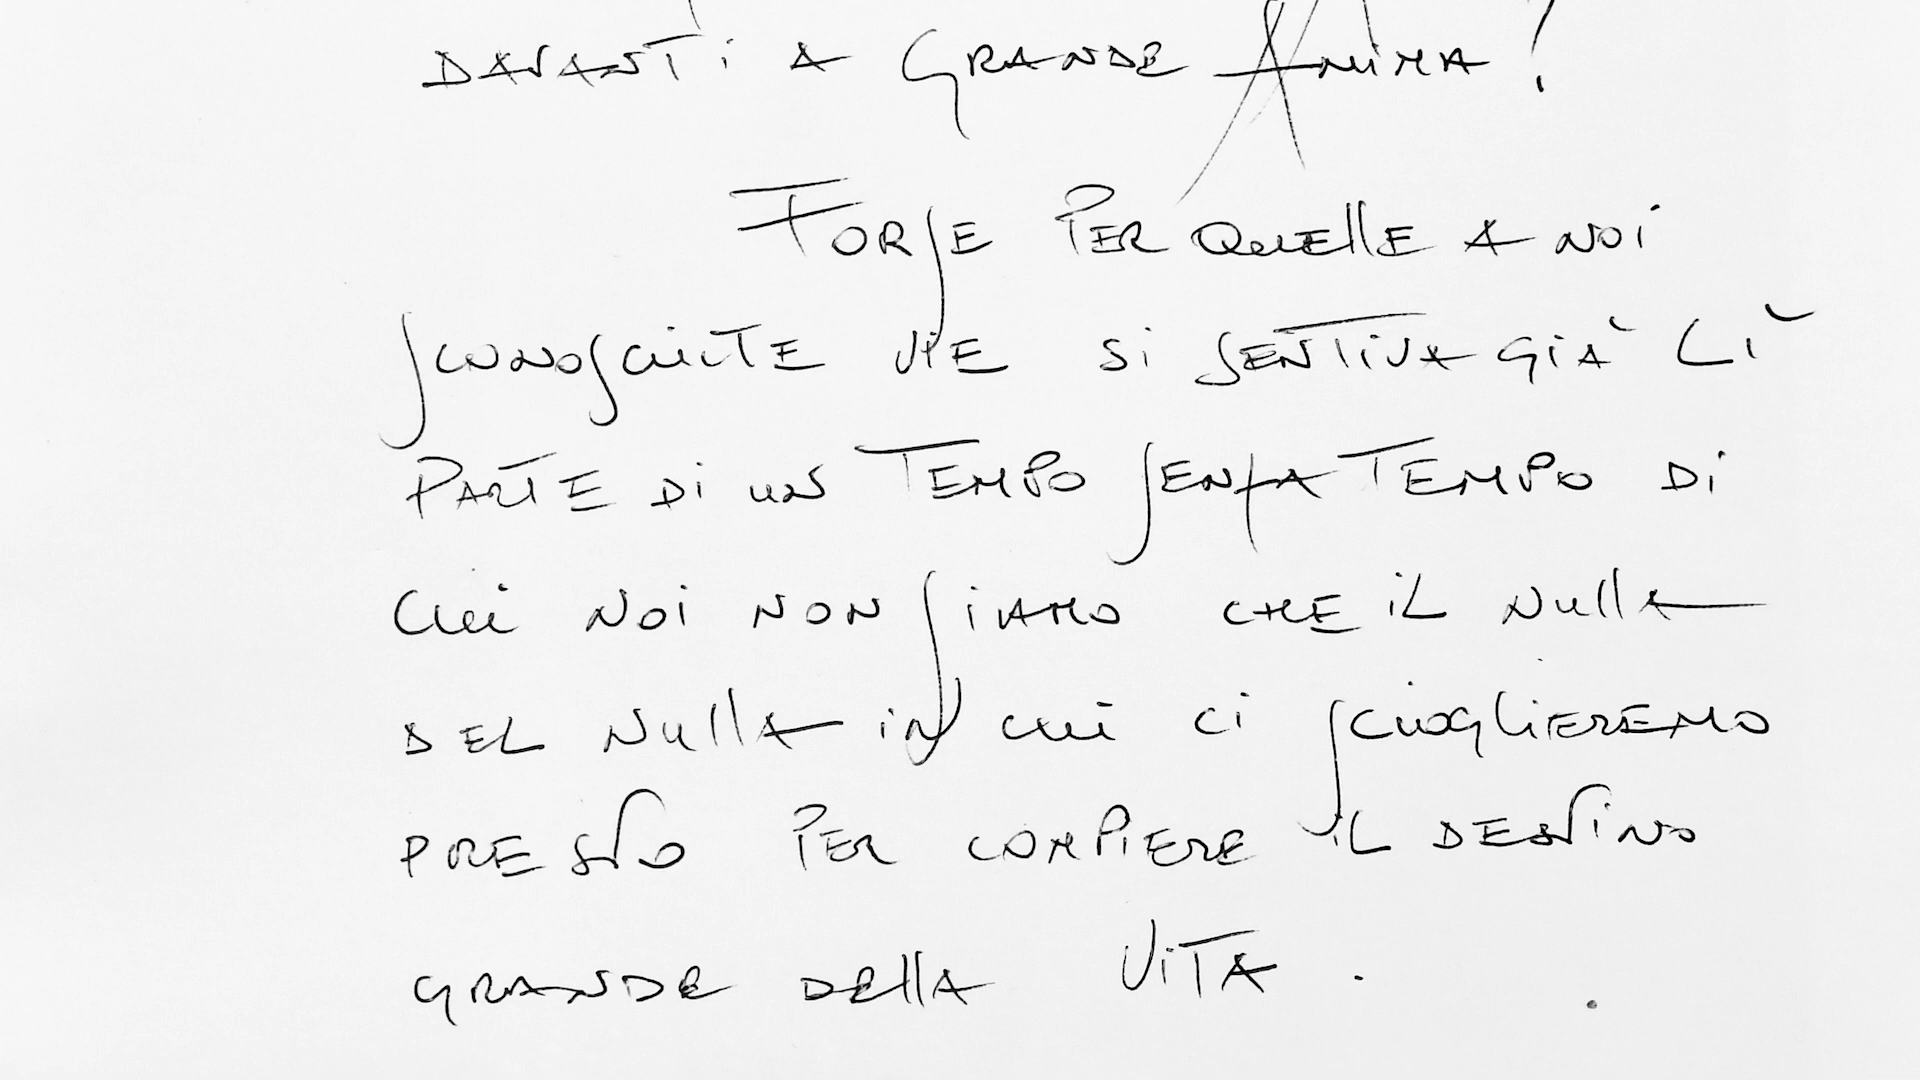 DAVANTI A GRANDE ANIMA?
FORSE PER QUELLE A NOI
SCONOSCIUTE VIE SI SENTIVA GIÀ LÌ
PARTE DI UN TEMPO SENZA TEMPO DI
CUI NOI NON SIAMO CHE IL NULLA
DEL NULLA IN CUI CI SCIOGLIEREMO
PRESTO PER COMPIERE IL DESTINO
GRANDE DELLA VITA.